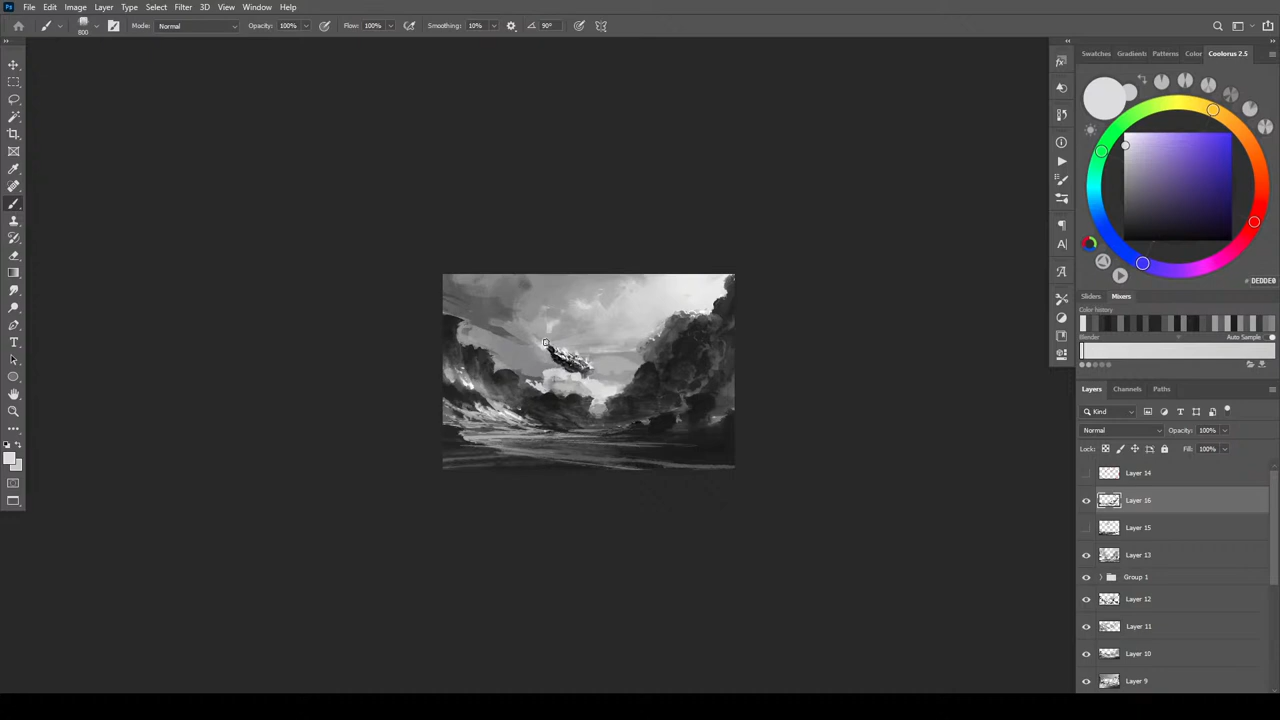 Ps File Edit Image Layer Type Select Filter 3D View Window Help
800 Mode: Normal Opacity: 100% Flow: 100% Smoothing: 10% 90°
Swatches Gradient: Patterns Color Coolorus 2.5
# DEDDE0
Sliders Mixers
Color history
Blender Auto Sample
Layers Channels Paths
Kind
Normal Opacity: 100%
Lock: Fill: 100%
Layer 14
Layer 16
Layer 15
Layer 13
Group 1
Layer 12
Layer 11
Layer 10
Layer 9